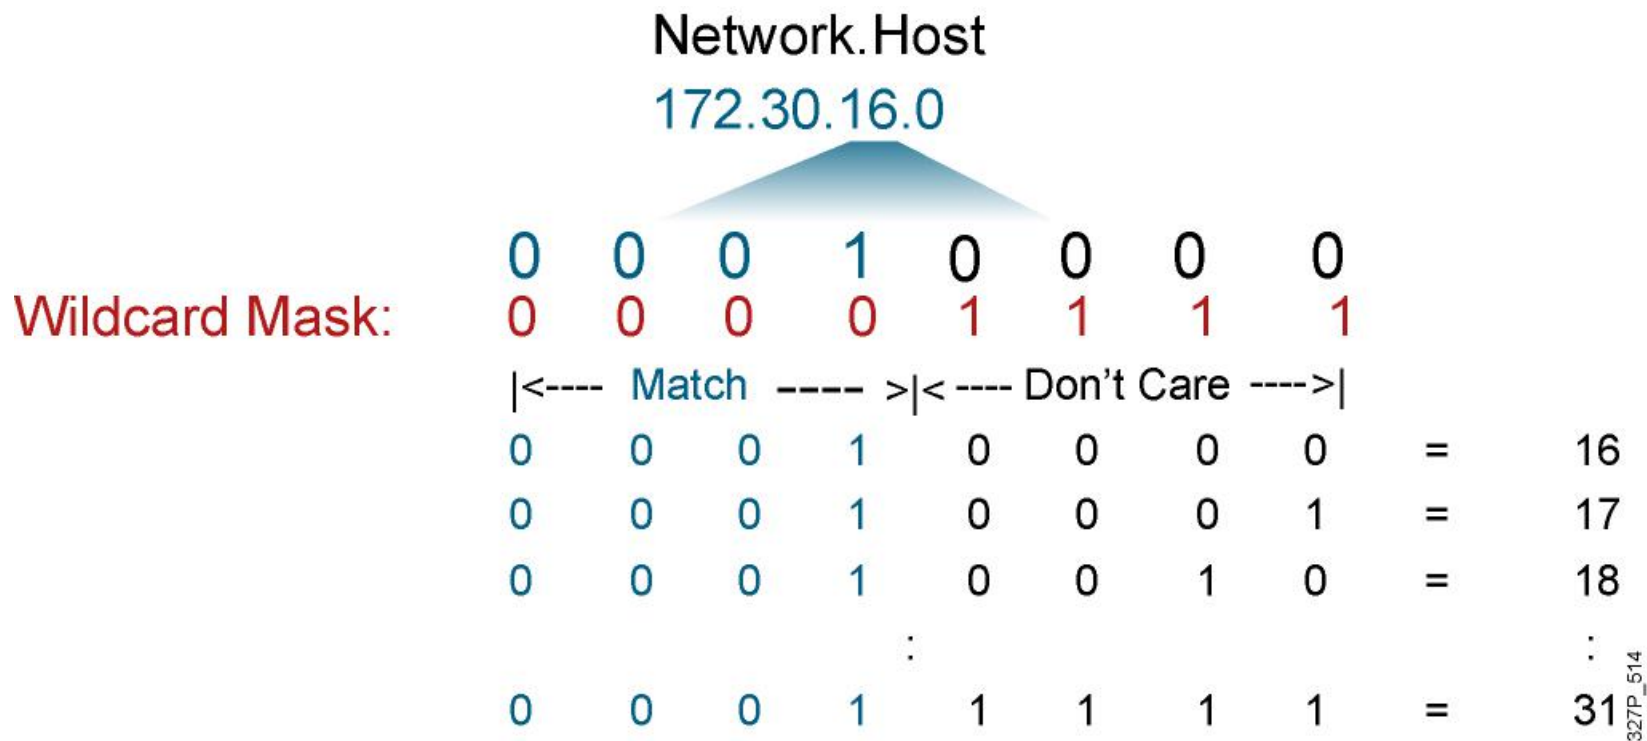 Network.Host
172.30.16.0
0 0 0 1 0 0 0 0
Wildcard Mask: 0 0 0 0 1 1 1 1
|<---- Match ---- >|< ---- Don't Care ---->|
0 0 0 1 0 0 0 0 = 16
0 0 0 1 0 0 0 1 = 17
0 0 0 1 0 0 1 0 = 18
: :
0 0 0 1 1 1 1 1 = 31
327P_514